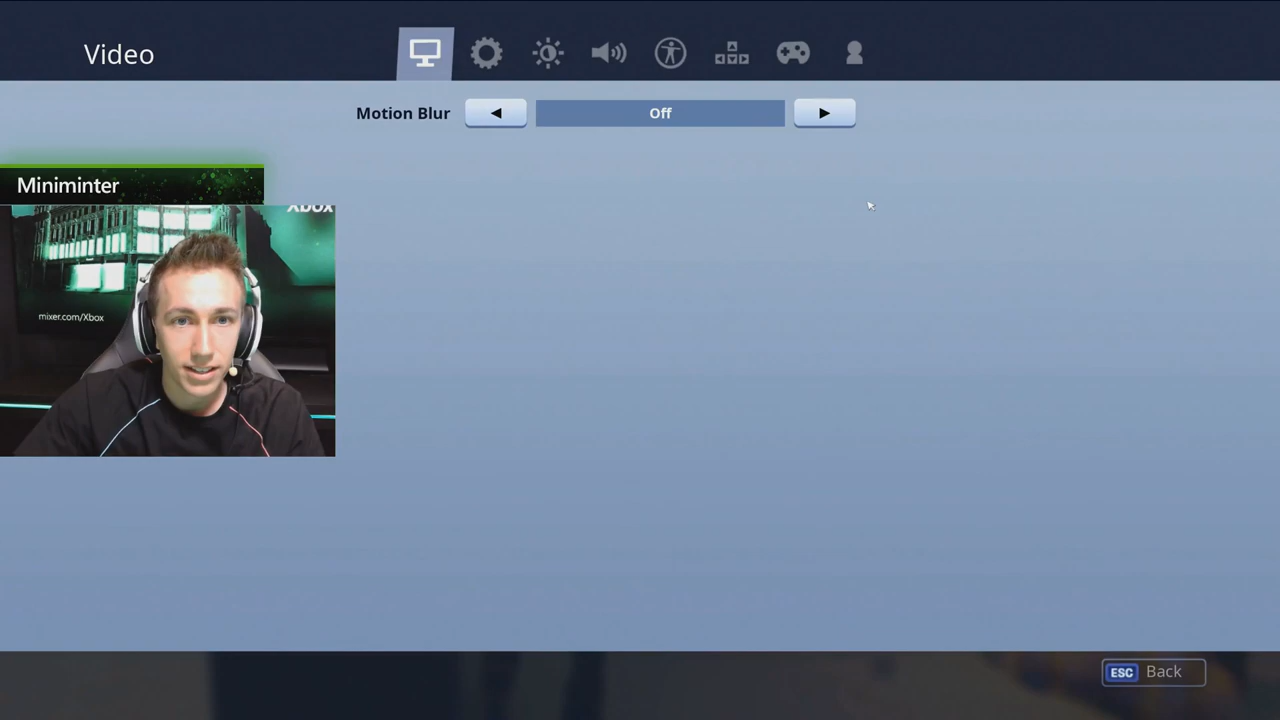 Video
Motion Blur
Off
Miniminter
Xbox
mixer.com/Xbox
ESC Back